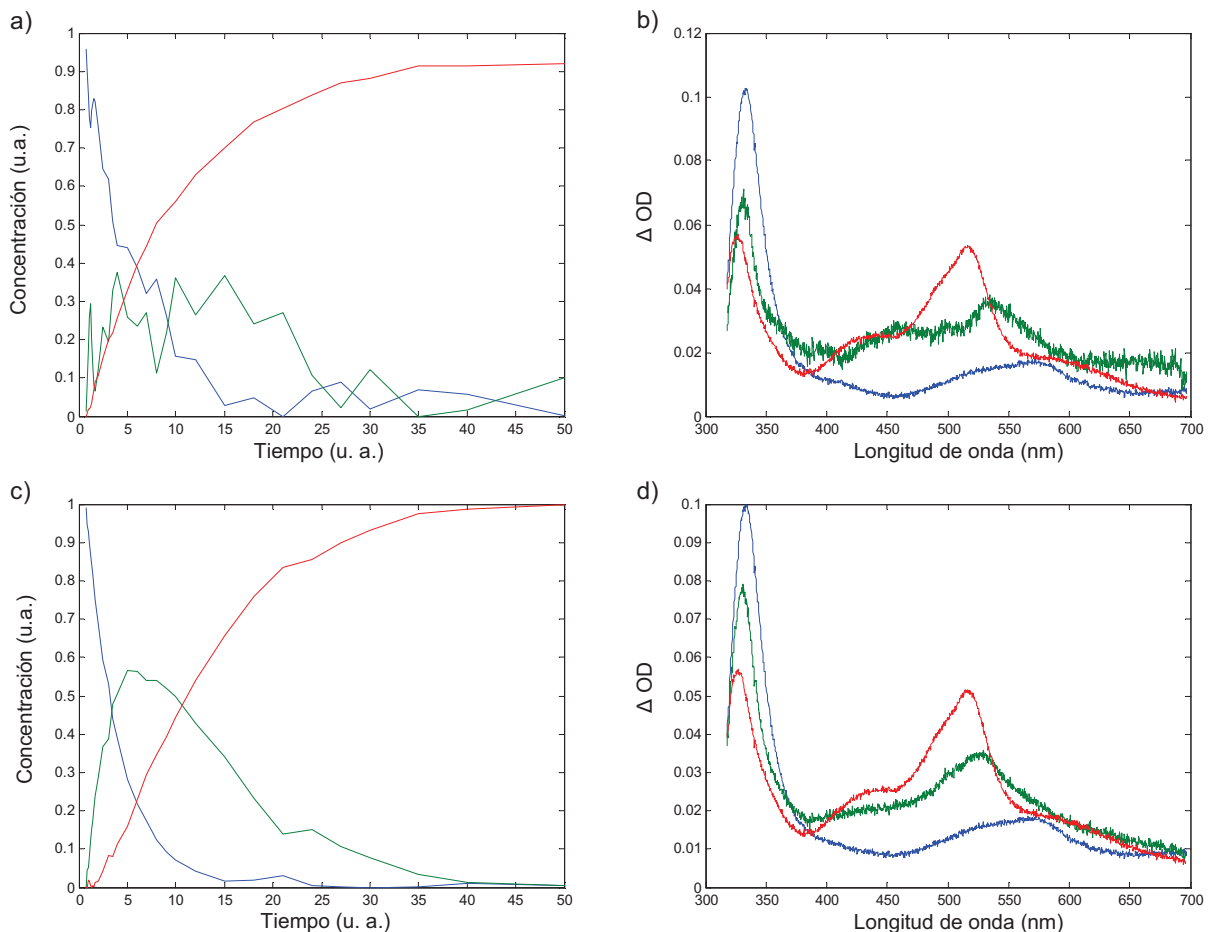 a)
1
0.9
0.8
0.7
0.6
0.5
0.4
0.3
0.2
0.1
0
Concentración (u.a.)
0 5 10 15 20 25 30 35 40 45 50
Tiempo (u. a.)
b)
0.12
0.1
0.08
0.06
0.04
0.02
0
Δ OD
300 350 400 450 500 550 600 650 700
Longitud de onda (nm)
c)
1
0.9
0.8
0.7
0.6
0.5
0.4
0.3
0.2
0.1
0
Concentración (u.a.)
0 5 10 15 20 25 30 35 40 45 50
Tiempo (u. a.)
d)
0.1
0.09
0.08
0.07
0.06
0.05
0.04
0.03
0.02
0.01
0
Δ OD
300 350 400 450 500 550 600 650 700
Longitud de onda (nm)